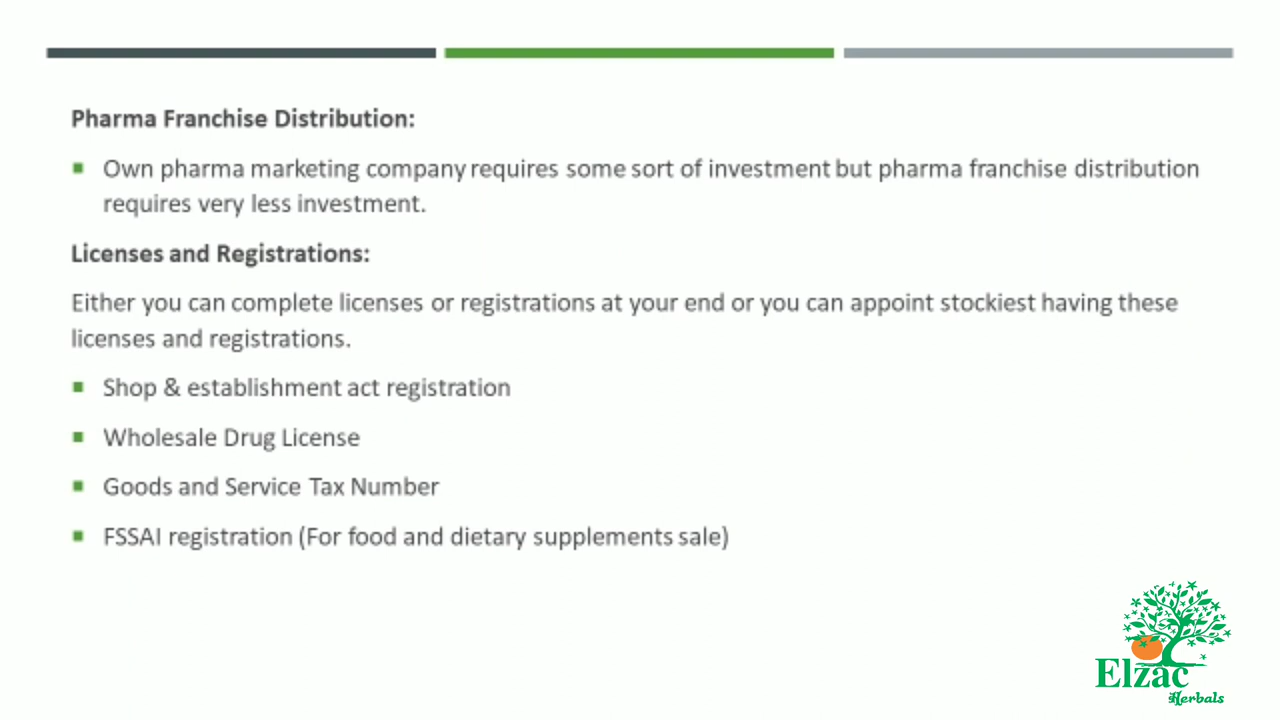 Pharma Franchise Distribution:
Own pharma marketing company requires some sort of investment but pharma franchise distribution
requires very less investment.
Licenses and Registrations:
Either you can complete licenses or registrations at your end or you can appoint stockiest having these
licenses and registrations.
Shop & establishment act registration
Wholesale Drug License
Goods and Service Tax Number
FSSAI registration (For food and dietary supplements sale)
Elzac
Herbals